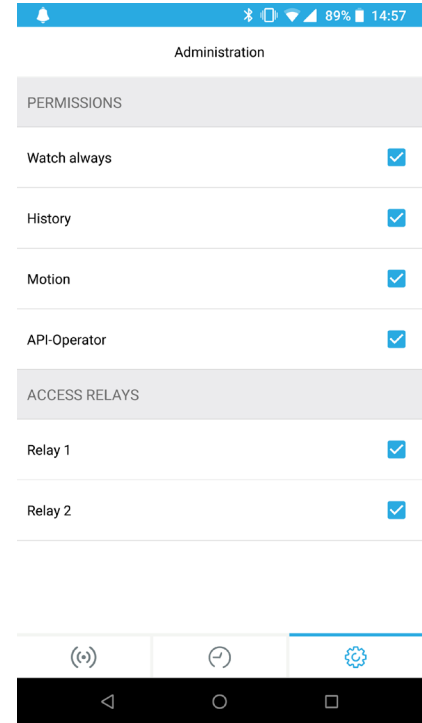 89% 14:57
Administration
PERMISSIONS
Watch always
History
Motion
API-Operator
ACCESS RELAYS
Relay 1
Relay 2